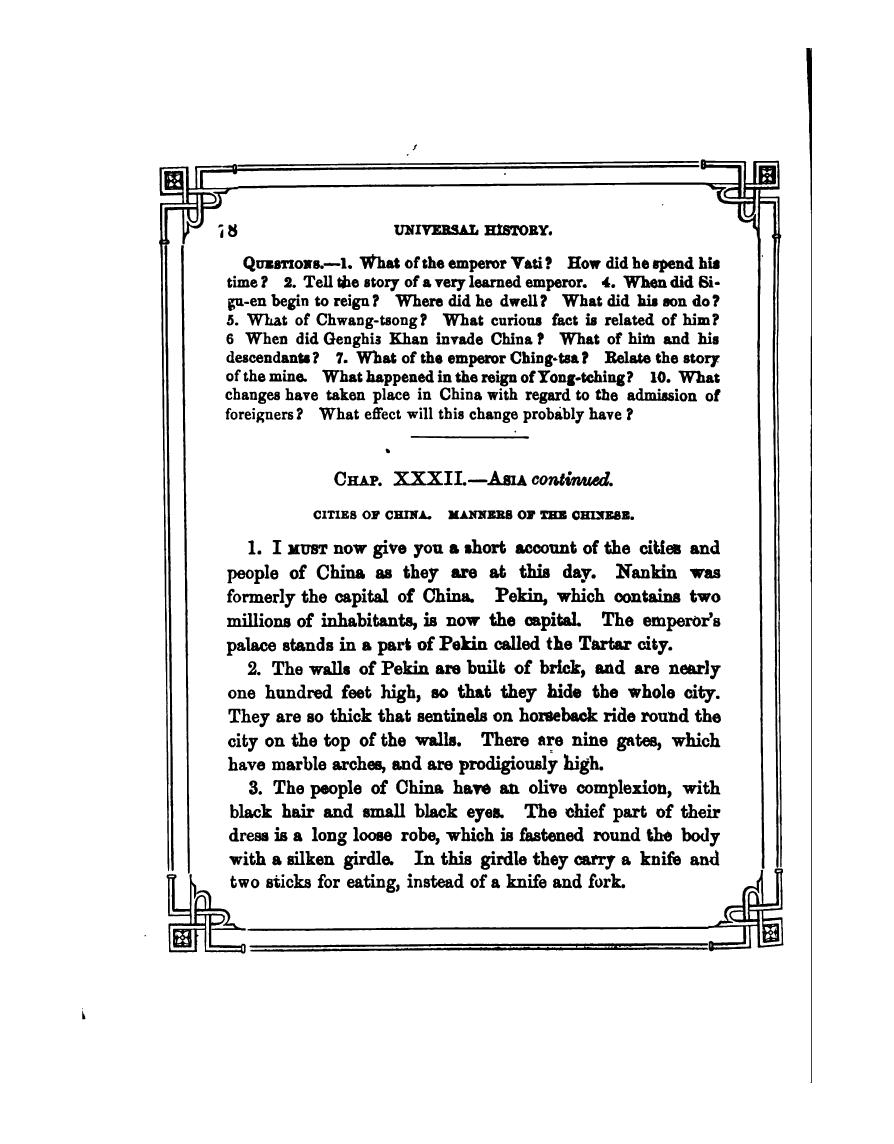 78 UNIVERSAL HISTORY.
QUESTIONS.—1. What of the emperor Vati? How did he spend his
time? 2. Tell the story of a very learned emperor. 4. When did Si-
gu-en begin to reign? Where did he dwell? What did his son do?
5. What of Chwang-tsong? What curious fact is related of him?
6 When did Genghis Khan invade China? What of him and his
descendants? 7. What of the emperor Ching-tsa? Relate the story
of the mine. What happened in the reign of Yong-tching? 10. What
changes have taken place in China with regard to the admission of
foreigners? What effect will this change probably have?
CHAP. XXXII.—ASIA continued.
CITIES OF CHINA. MANNERS OF THE CHINESE.
1. I MUST now give you a short account of the cities and
people of China as they are at this day. Nankin was
formerly the capital of China. Pekin, which contains two
millions of inhabitants, is now the capital. The emperor's
palace stands in a part of Pekin called the Tartar city.
2. The walls of Pekin are built of brick, and are nearly
one hundred feet high, so that they hide the whole city.
They are so thick that sentinels on horseback ride round the
city on the top of the walls. There are nine gates, which
have marble arches, and are prodigiously high.
3. The people of China have an olive complexion, with
black hair and small black eyes. The chief part of their
dress is a long loose robe, which is fastened round the body
with a silken girdle. In this girdle they carry a knife and
two sticks for eating, instead of a knife and fork.